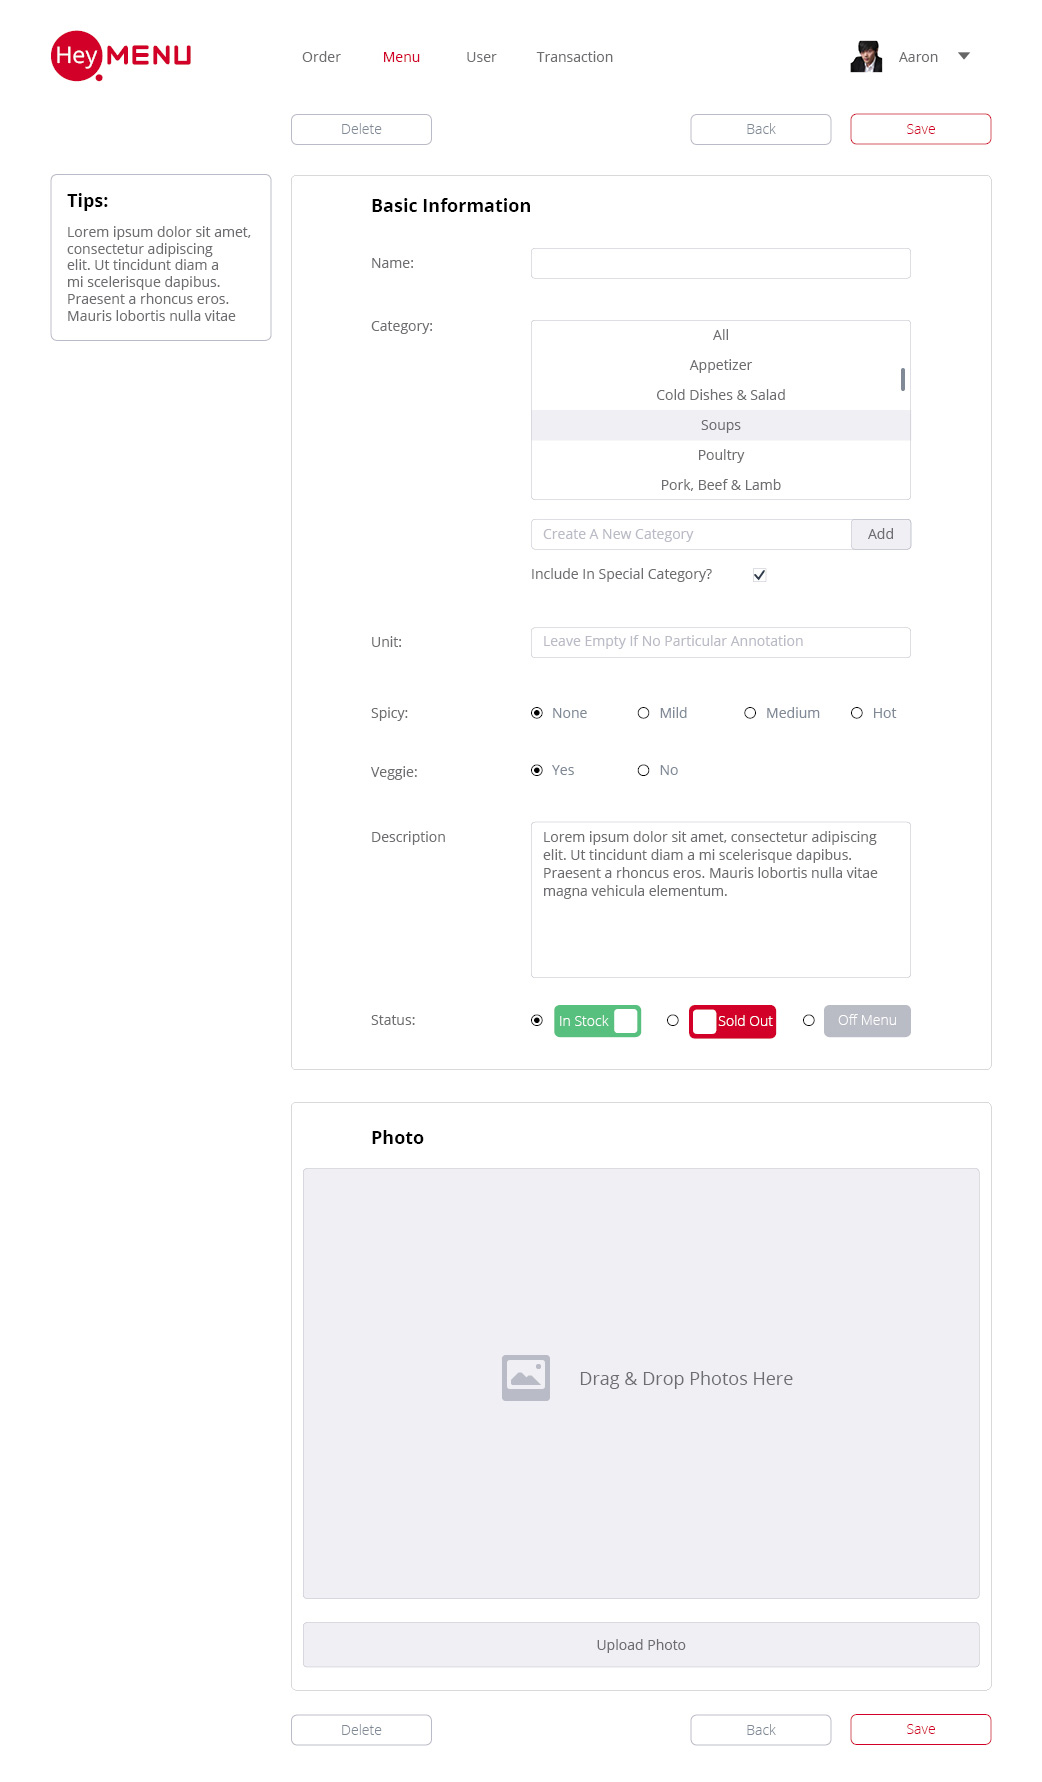 Hey MENU
Order Menu User Transaction Aaron
Delete Back Save
Tips:
Lorem ipsum dolor sit amet,
consectetur adipiscing
elit. Ut tincidunt diam a
mi scelerisque dapibus.
Praesent a rhoncus eros.
Mauris lobortis nulla vitae
Basic Information
Name:
Category:
All
Appetizer
Cold Dishes & Salad
Soups
Poultry
Pork, Beef & Lamb
Create A New Category Add
Include In Special Category?
Unit: Leave Empty If No Particular Annotation
Spicy: None Mild Medium Hot
Veggie: Yes No
Description
Lorem ipsum dolor sit amet, consectetur adipiscing
elit. Ut tincidunt diam a mi scelerisque dapibus.
Praesent a rhoncus eros. Mauris lobortis nulla vitae
magna vehicula elementum.
Status: In Stock Sold Out Off Menu
Photo
Drag & Drop Photos Here
Upload Photo
Delete Back Save